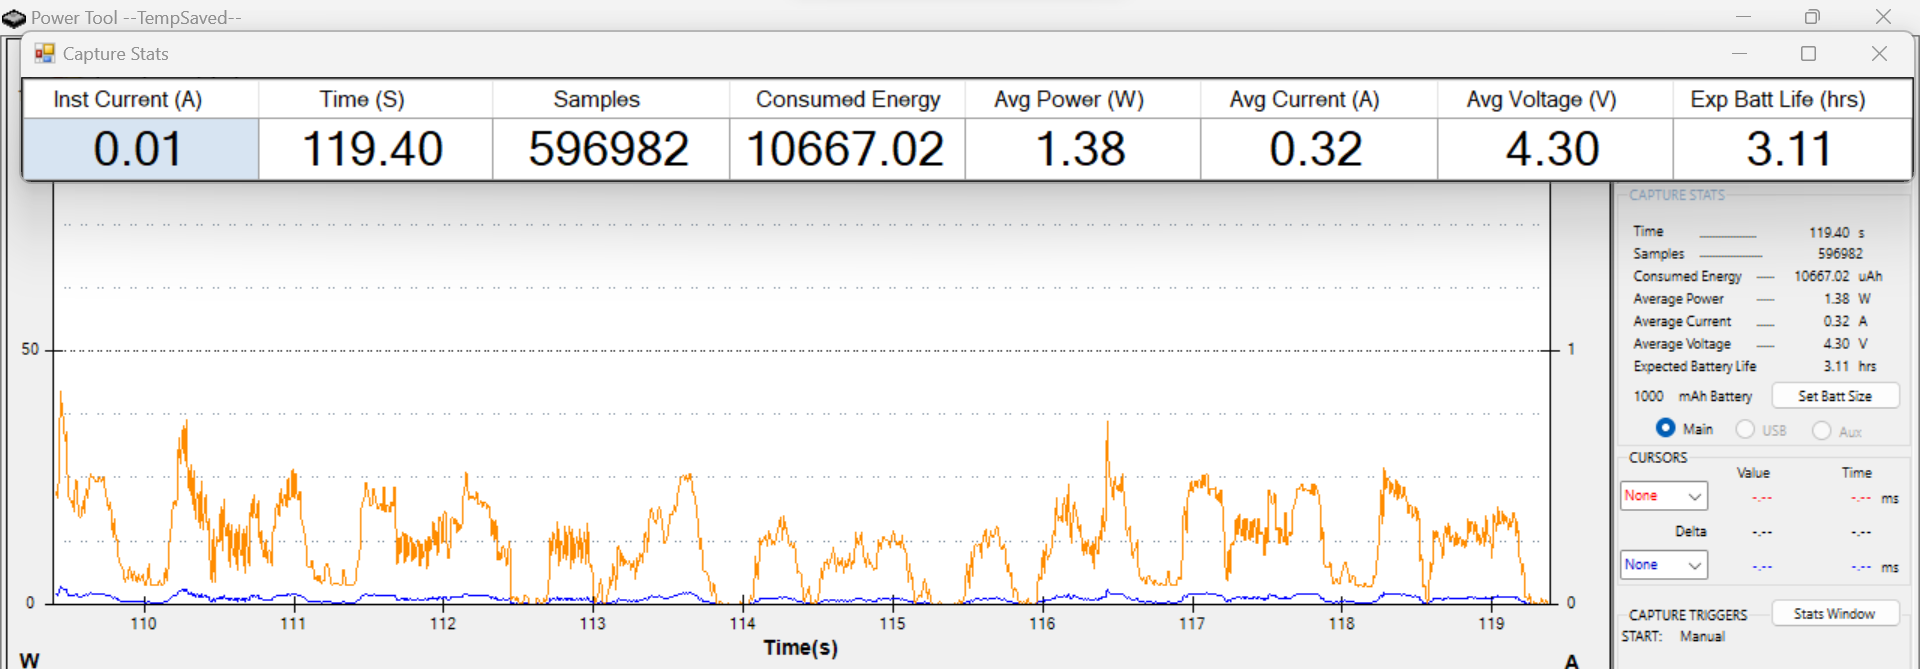 Power Tool --TempSaved--
Capture Stats
Inst Current (A) Time (S) Samples Consumed Energy Avg Power (W) Avg Current (A) Avg Voltage (V) Exp Batt Life (hrs)
0.01 119.40 596982 10667.02 1.38 0.32 4.30 3.11
CAPTURE STATS
Time 119.40 s
Samples 596982
Consumed Energy 10667.02 uAh
Average Power 1.38 W
Average Current 0.32 A
Average Voltage 4.30 V
Expected Battery Life 3.11 hrs
1000 mAh Battery Set Batt Size
Main USB Aux
CURSORS
Value Time
None -.-- -.-- ms
Delta -.-- -.--
None -.-- -.-- ms
CAPTURE TRIGGERS Stats Window
START: Manual
50 1
0 0
110 111 112 113 114 115 116 117 118 119
Time(s)
W A